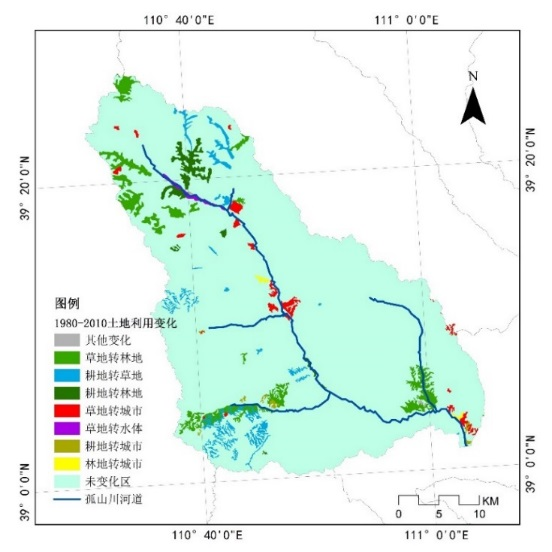 110° 40′0″E
111° 0′0″E
N
39° 20′0″N
39° 20′0″N
图例
1980-2010土地利用变化
其他变化
草地转林地
耕地转草地
耕地转林地
草地转城市
草地转水体
耕地转城市
林地转城市
未变化区
孤山川河道
39° 0′0″N
39° 0′0″N
KM
0 5 10
110° 40′0″E
111° 0′0″E